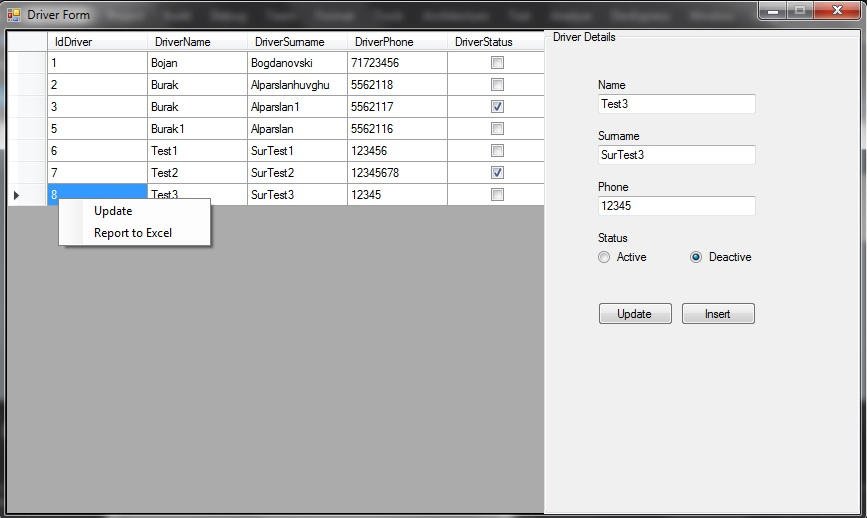 Driver Form
IdDriver DriverName DriverSurname DriverPhone DriverStatus
1 Bojan Bogdanovski 71723456
2 Burak Alparslanhuvghu 5562118
3 Burak Alparslan1 5562117
5 Burak1 Alparslan 5562116
6 Test1 SurTest1 123456
7 Test2 SurTest2 12345678
8 Test3 SurTest3 12345
Update
Report to Excel
Driver Details
Name
Test3
Surname
SurTest3
Phone
12345
Status
Active Deactive
Update Insert